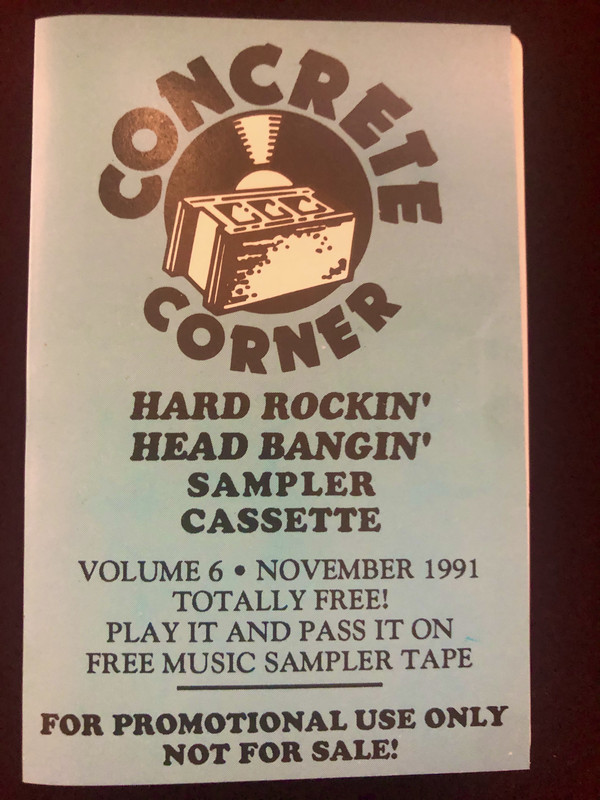 CONCRETE
CCC
CORNER
HARD ROCKIN'
HEAD BANGIN'
SAMPLER
CASSETTE
VOLUME 6 • NOVEMBER 1991
TOTALLY FREE!
PLAY IT AND PASS IT ON
FREE MUSIC SAMPLER TAPE
FOR PROMOTIONAL USE ONLY
NOT FOR SALE!